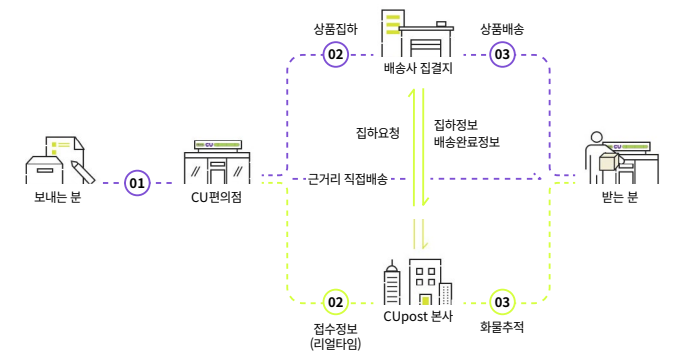 상품집하
상품배송
02
03
배송사 집결지
집하요청
집하정보
배송완료정보
CU
CU
01
근거리 직접배송
보내는 분
CU편의점
받는 분
02
03
접수정보
(리얼타임)
CUpost 본사
화물추적